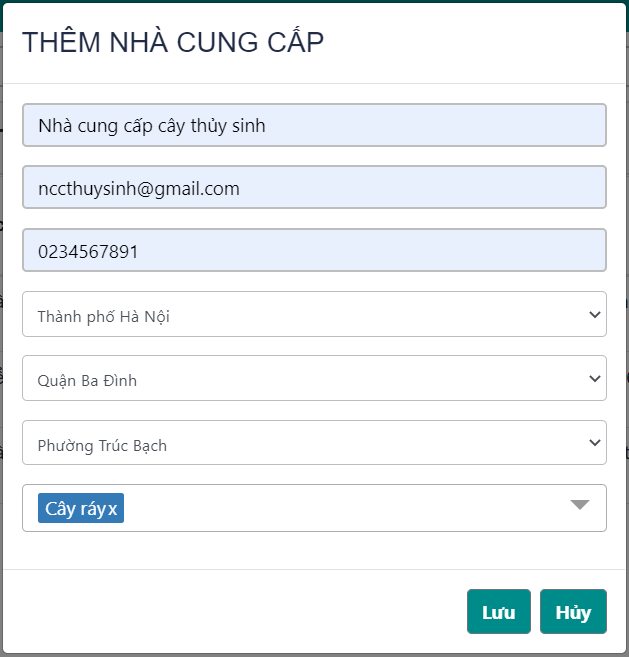 THÊM NHÀ CUNG CẤP
Nhà cung cấp cây thủy sinh
nccthuysinh@gmail.com
0234567891
Thành phố Hà Nội
Quận Ba Đình
Phường Trúc Bạch
Cây ráy x
Lưu Hủy